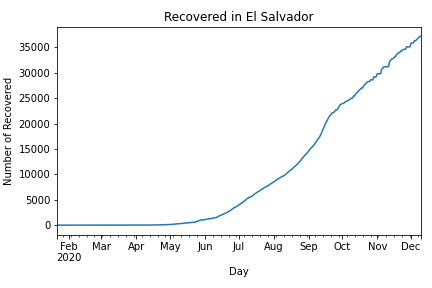 Recovered in El Salvador
Number of Recovered
35000
30000
25000
20000
15000
10000
5000
0
Feb Mar Apr May Jun Jul Aug Sep Oct Nov Dec
2020
Day